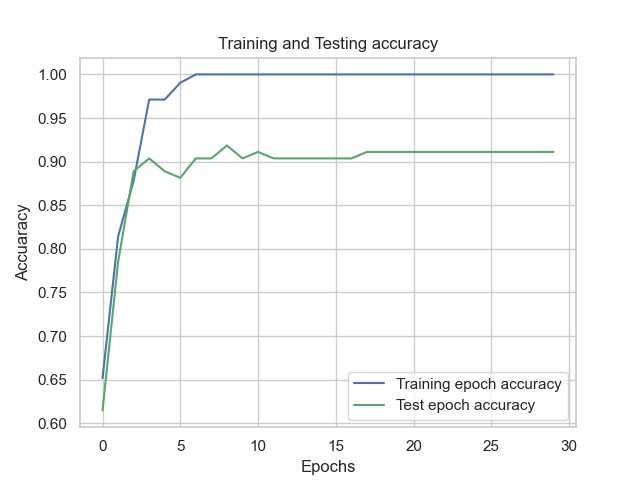 Training and Testing accuracy
1.00
0.95
0.90
0.85
0.80
0.75
0.70
0.65
0.60
Accuaracy
Training epoch accuracy
Test epoch accuracy
0 5 10 15 20 25 30
Epochs